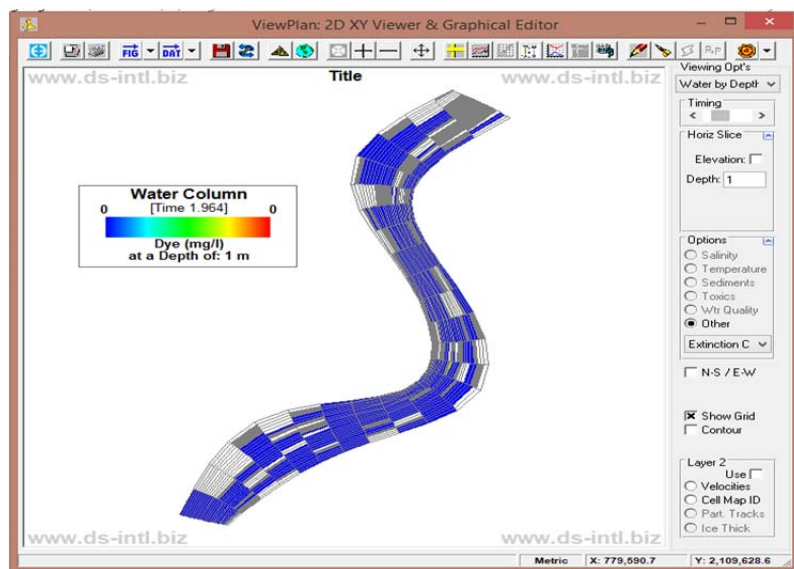 ViewPlan: 2D XY Viewer & Graphical Editor
FIG
DAT
R,P
www.ds-intl.biz
Title
www.ds-intl.biz
Water Column
0
[Time 1.964]
0
Dye (mg/l)
at a Depth of: 1 m
www.ds-intl.biz
www.ds-intl.biz
Viewing Opt's
Water by Depth
Timing
Horiz Slice
Elevation:
Depth: 1
Options
Salinity
Temperature
Sediments
Toxics
Wtr Quality
Other
Extinction C
N-S / E-W
Show Grid
Contour
Layer 2
Use
Velocities
Cell Map ID
Part. Tracks
Ice Thick
Metric
X: 779,590.7
Y: 2,109,628.6